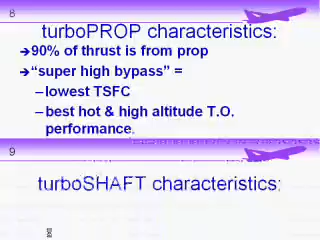 8
turboPROP characteristics:
➔90% of thrust is from prop
➔“super high bypass” =
–lowest TSFC
–best hot & high altitude T.O.
performance.
9
turboSHAFT characteristics: